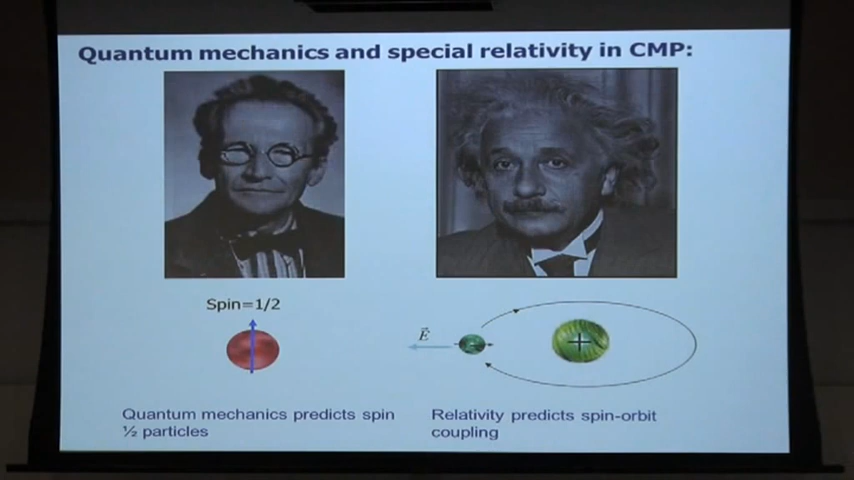 Quantum mechanics and special relativity in CMP:
Spin=1/2
E
+
Quantum mechanics predicts spin
½ particles
Relativity predicts spin-orbit
coupling